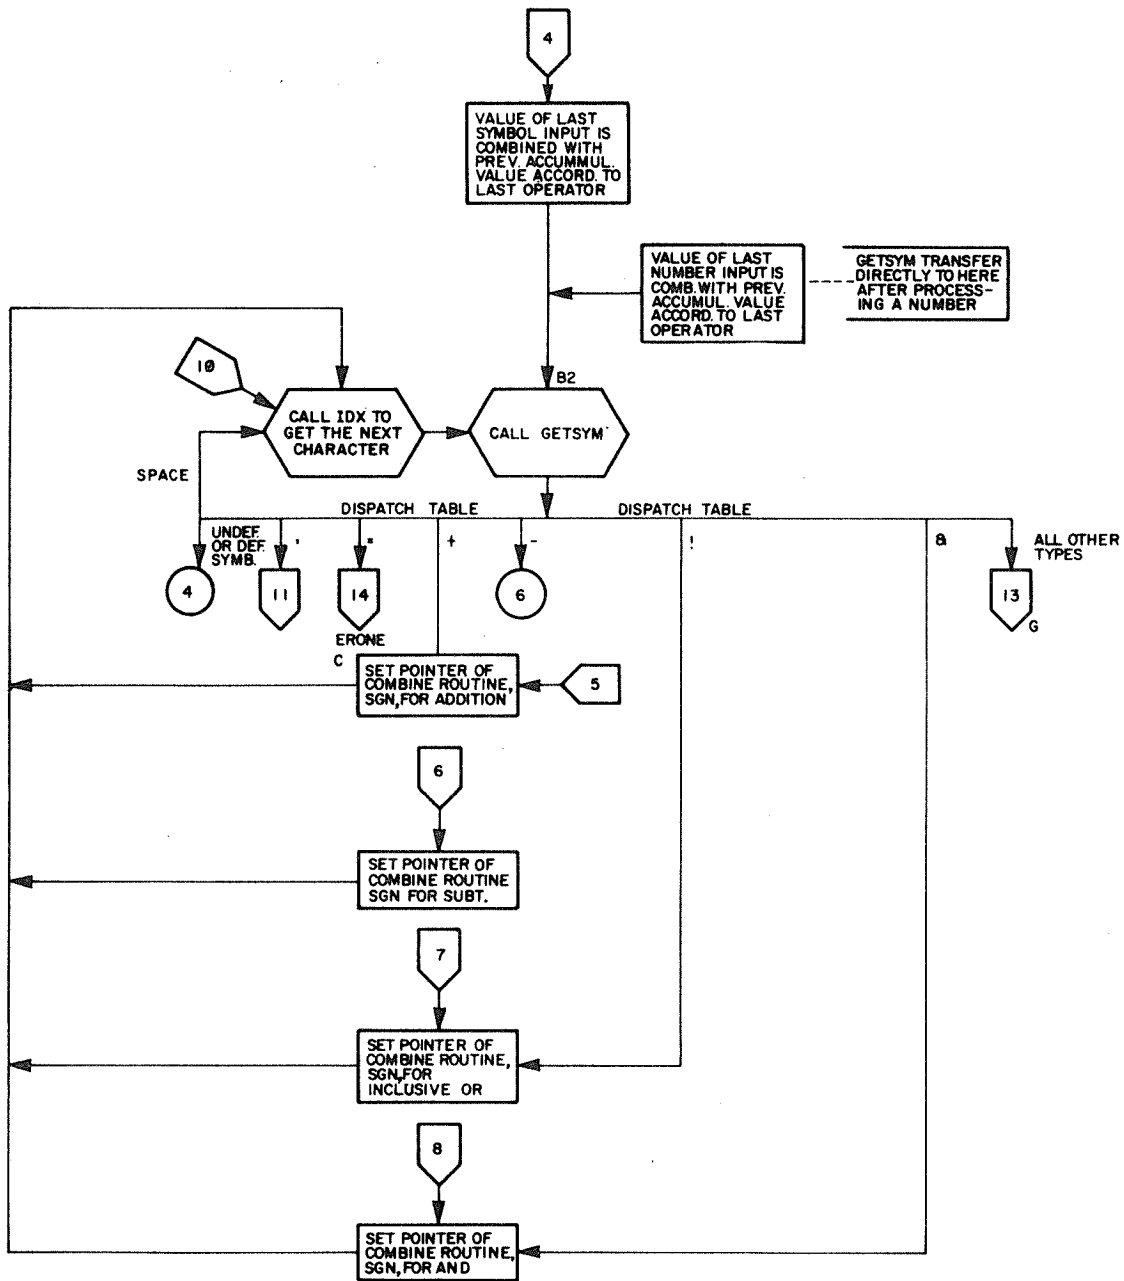 4
VALUE OF LAST
SYMBOL INPUT IS
COMBINED WITH
PREV. ACCUMMUL.
VALUE ACCORD. TO
LAST OPERATOR
VALUE OF LAST
NUMBER INPUT IS
COMB. WITH PREV.
ACCUMUL. VALUE
ACCORD. TO LAST
OPERATOR
GETSYM TRANSFER
DIRECTLY TO HERE
AFTER PROCESS-
ING A NUMBER
10
B2
CALL IDX TO
GET THE NEXT
CHARACTER
CALL GETSYM
SPACE
DISPATCH TABLE
DISPATCH TABLE
UNDEF.
OR DEF.
SYMB.
,
=
+
-
!
&
ALL OTHER
TYPES
4
11
14
6
13
G
ERONE
C
SET POINTER OF
COMBINE ROUTINE,
SGN, FOR ADDITION
5
6
SET POINTER OF
COMBINE ROUTINE
SGN FOR SUBT.
7
SET POINTER OF
COMBINE ROUTINE,
SGN, FOR
INCLUSIVE OR
8
SET POINTER OF
COMBINE ROUTINE,
SGN, FOR AND